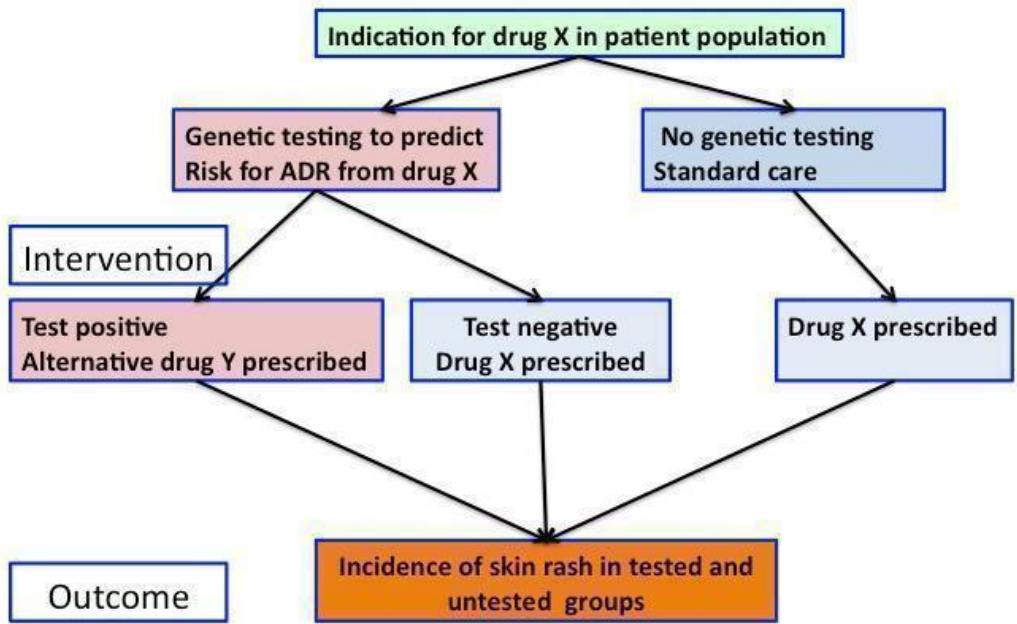 Indication for drug X in patient population
Genetic testing to predict
Risk for ADR from drug X
No genetic testing
Standard care
Intervention
Test positive
Alternative drug Y prescribed
Test negative
Drug X prescribed
Drug X prescribed
Outcome
Incidence of skin rash in tested and
untested groups